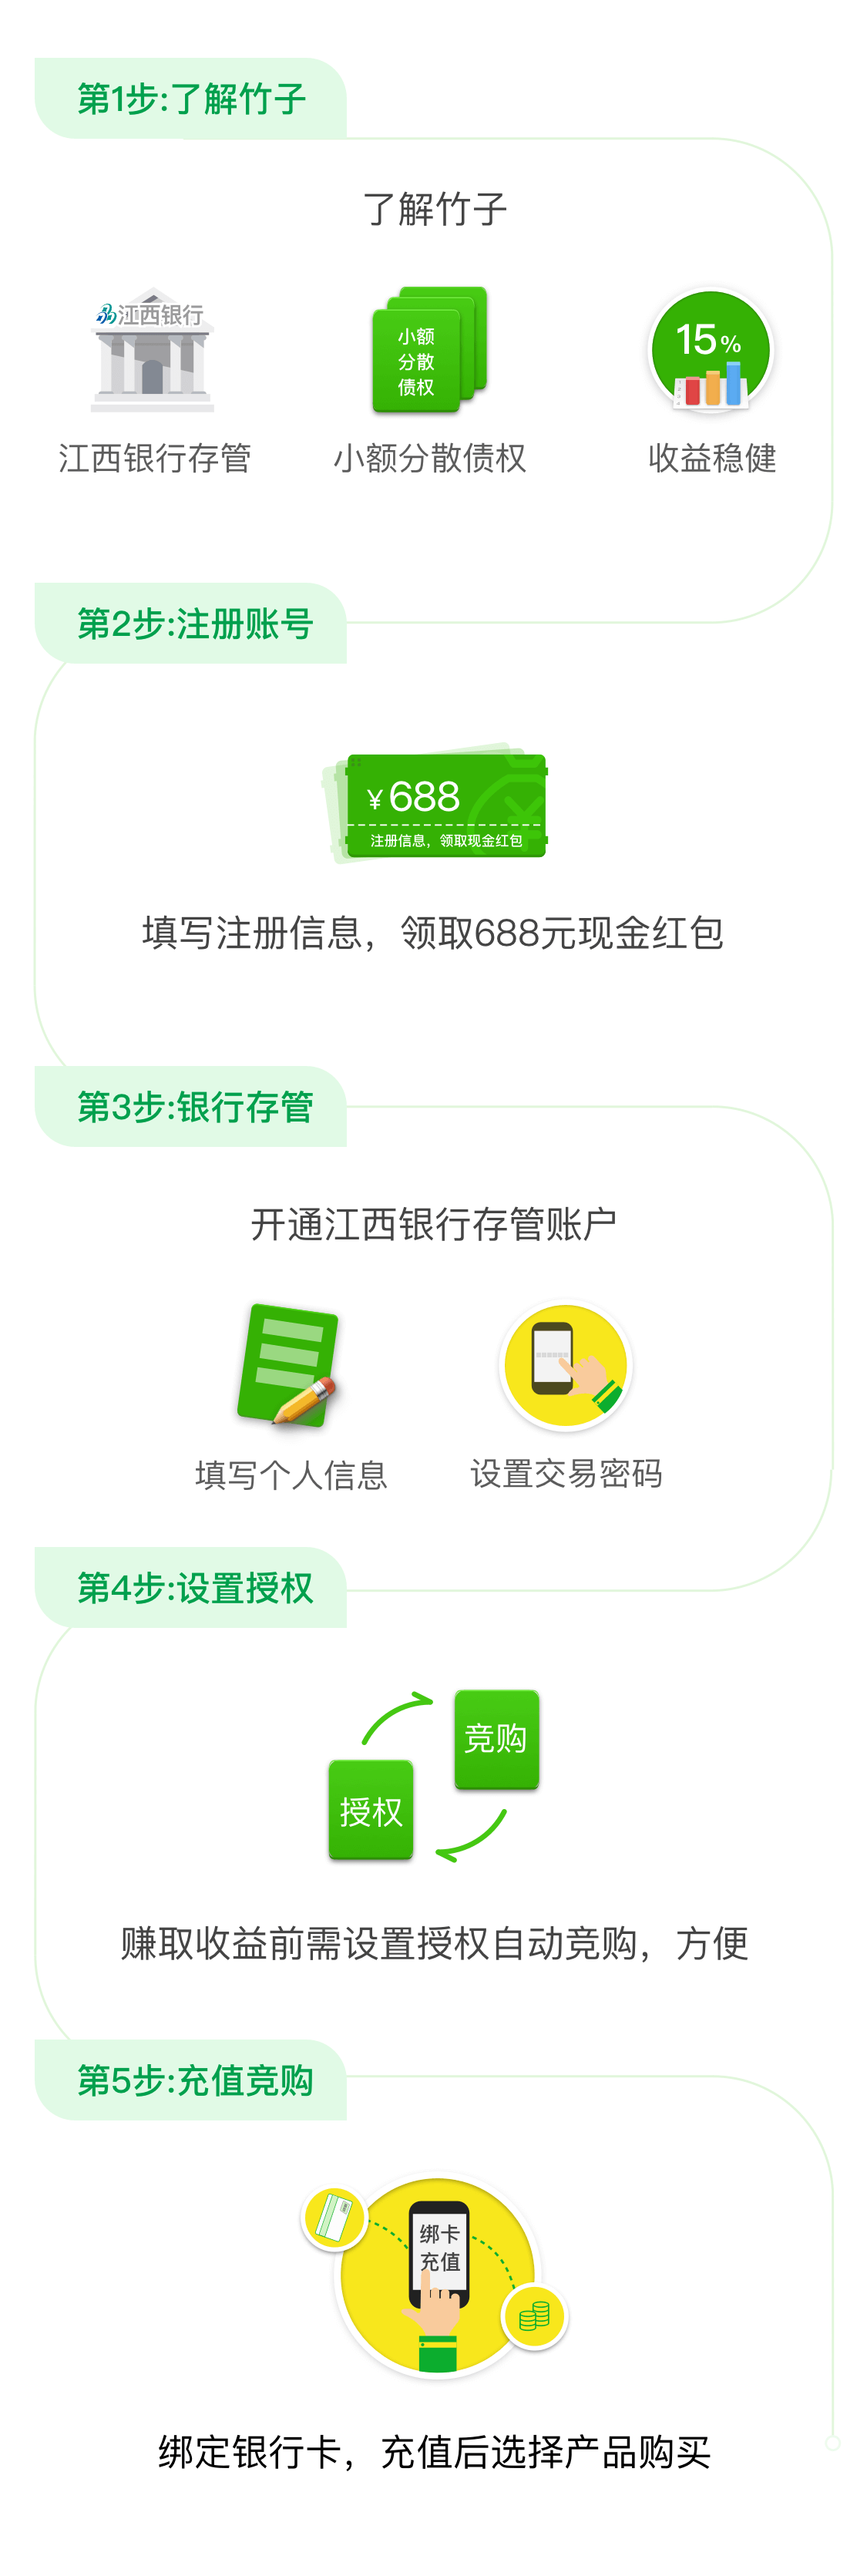 第1步:了解竹子
了解竹子
江西银行
小额
分散
债权
15%
江西银行存管
小额分散债权
收益稳健
第2步:注册账号
¥688
注册信息，领取现金红包
填写注册信息，领取688元现金红包
第3步:银行存管
开通江西银行存管账户
填写个人信息
设置交易密码
第4步:设置授权
竞购
授权
赚取收益前需设置授权自动竞购，方便
第5步:充值竞购
绑卡
充值
绑定银行卡，充值后选择产品购买